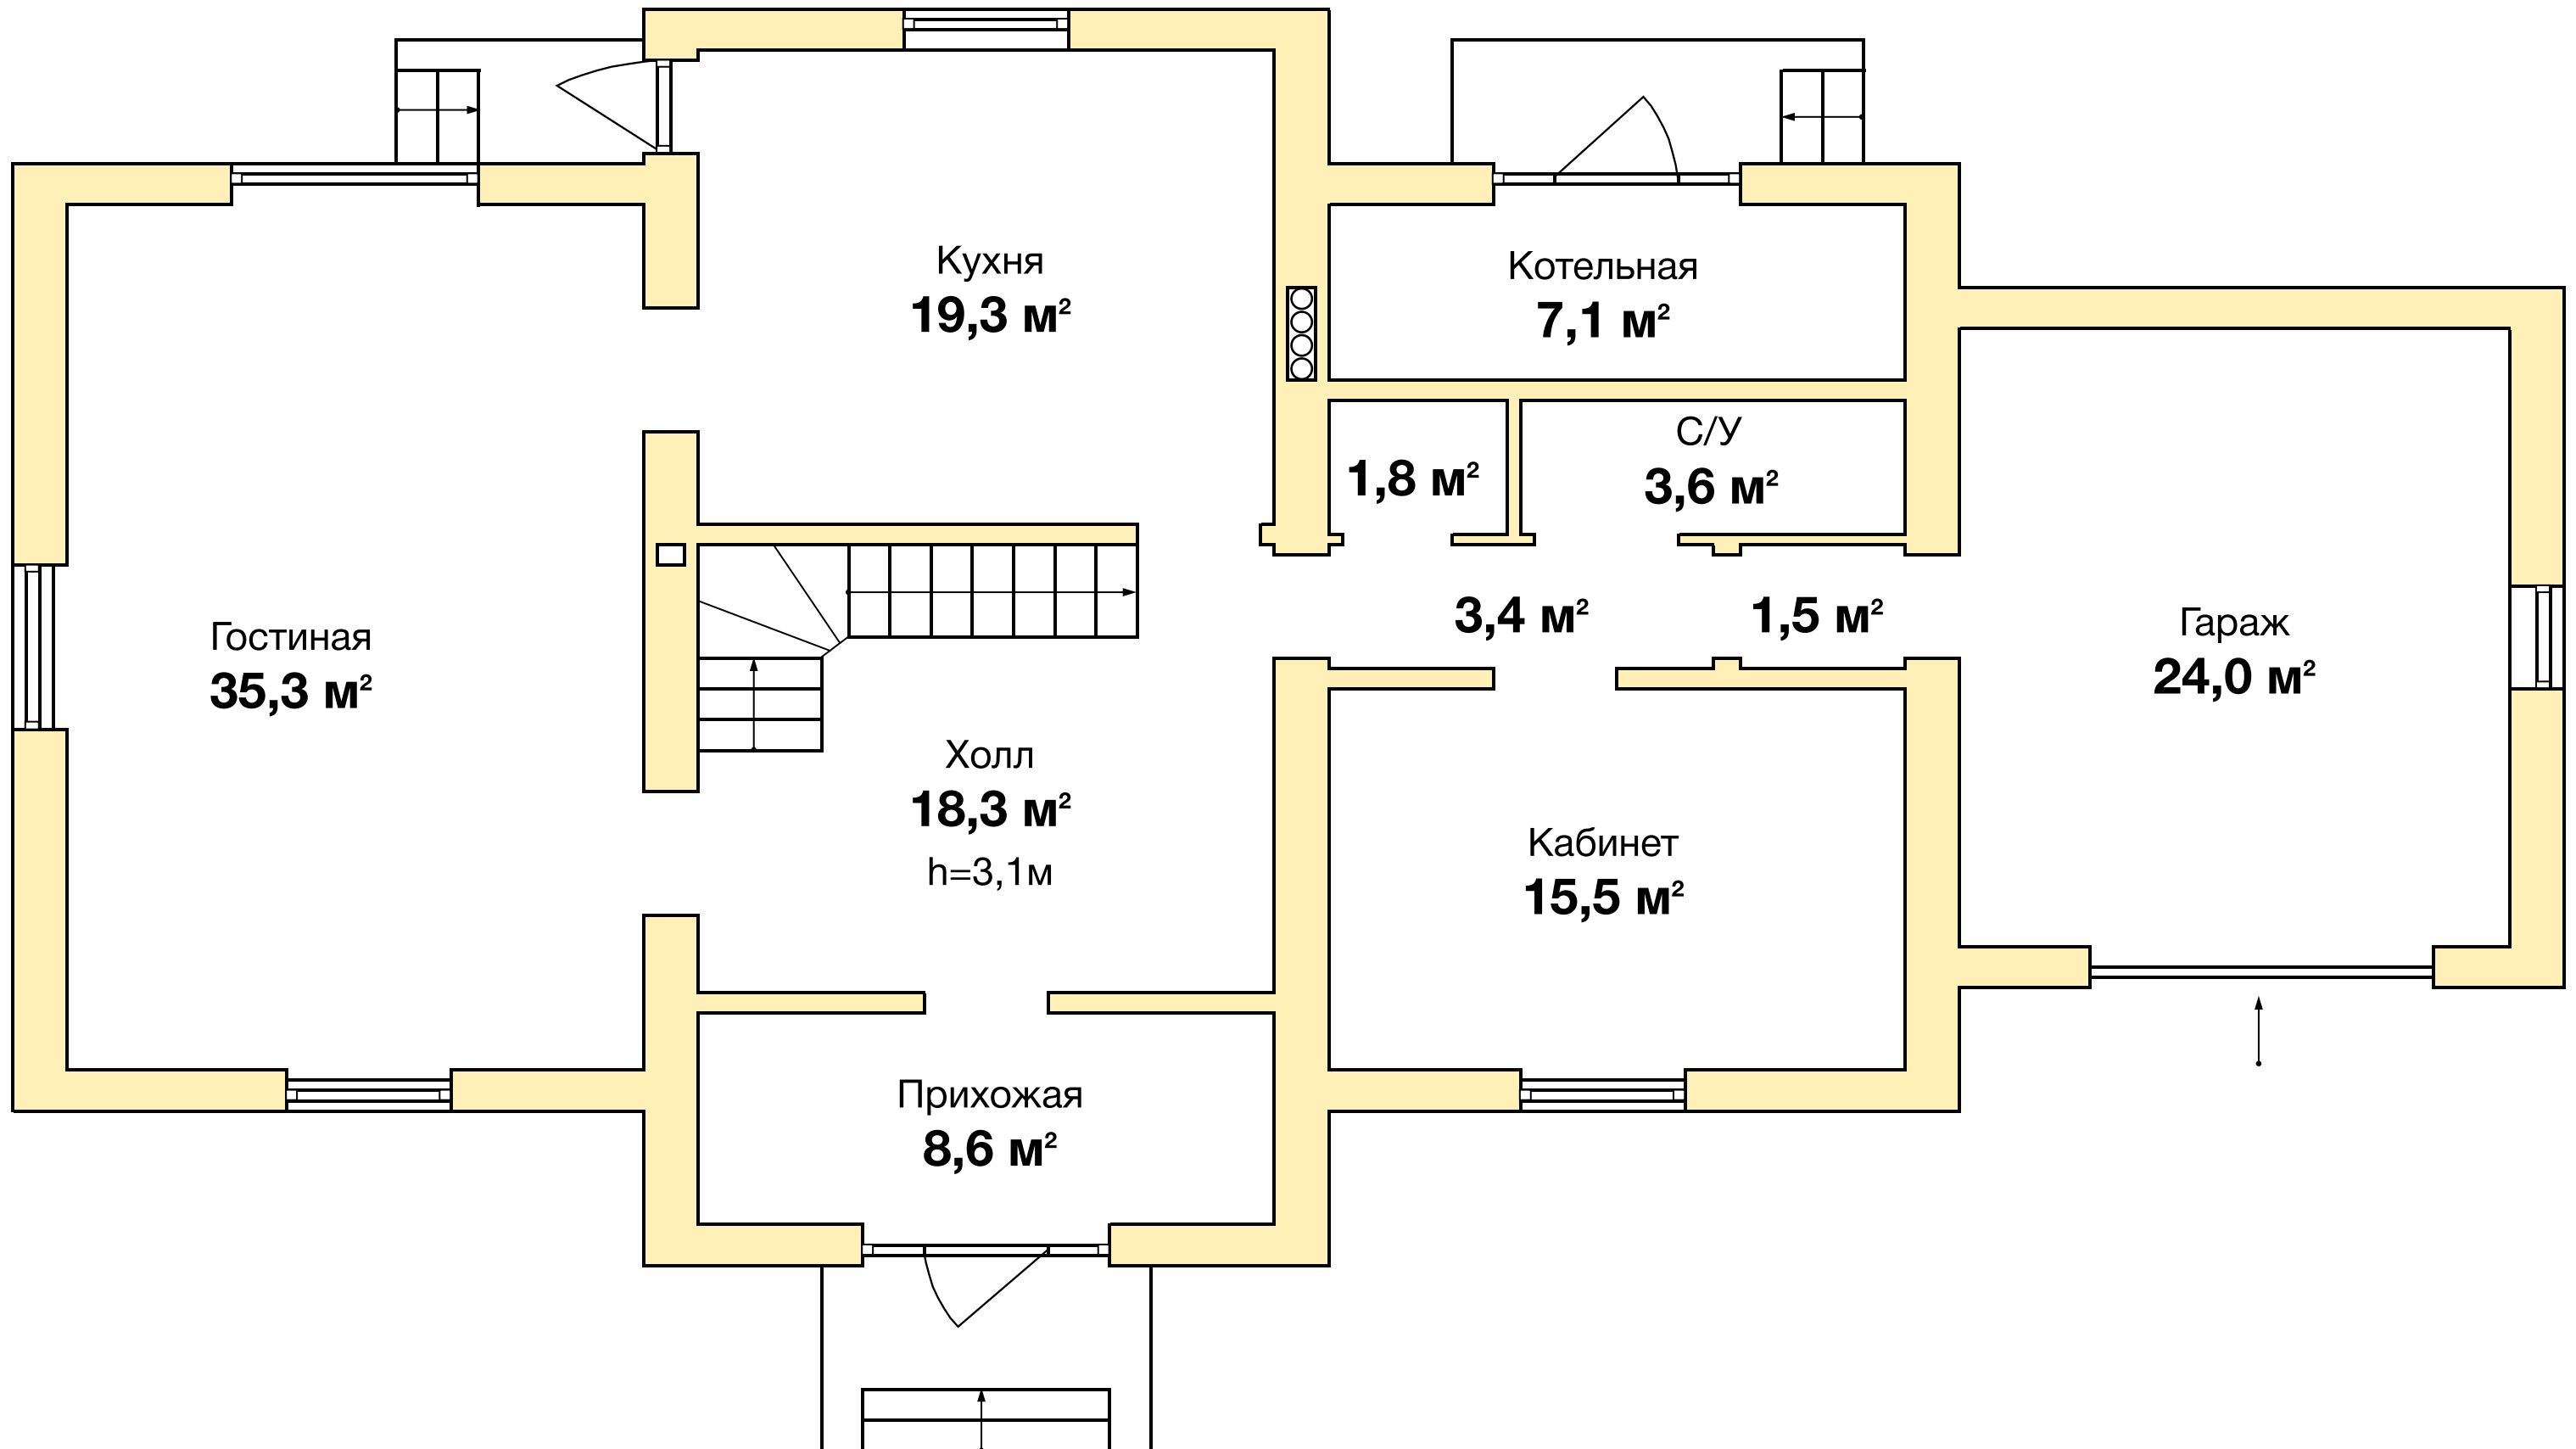 Кухня
19,3 м²
Котельная
7,1 м²
С/У
3,6 м²
1,8 м²
Гостиная
35,3 м²
3,4 м²
1,5 м²
Гараж
24,0 м²
Холл
18,3 м²
h=3,1м
Кабинет
15,5 м²
Прихожая
8,6 м²